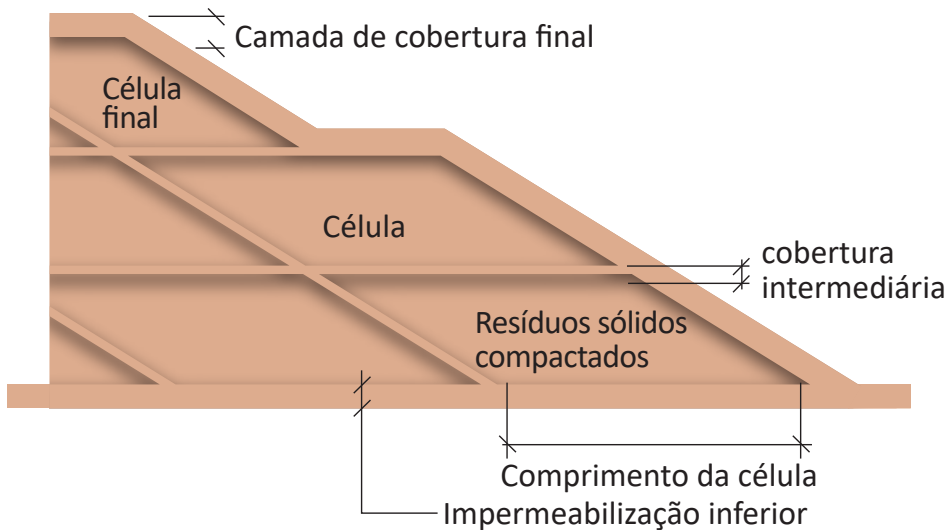 Camada de cobertura final
Célula
final
Célula
cobertura
intermediária
Resíduos sólidos
compactados
Comprimento da célula
Impermeabilização inferior